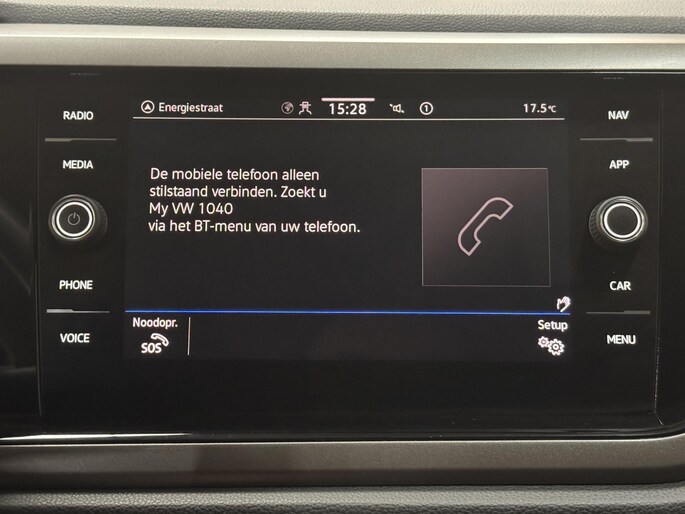 Energiestraat 15:28 1 17.5°C
RADIO
MEDIA
PHONE
VOICE
De mobiele telefoon alleen
stilstaand verbinden. Zoekt u
My VW 1040
via het BT-menu van uw telefoon.
Noodopr.
SOS
Setup
NAV
APP
CAR
MENU